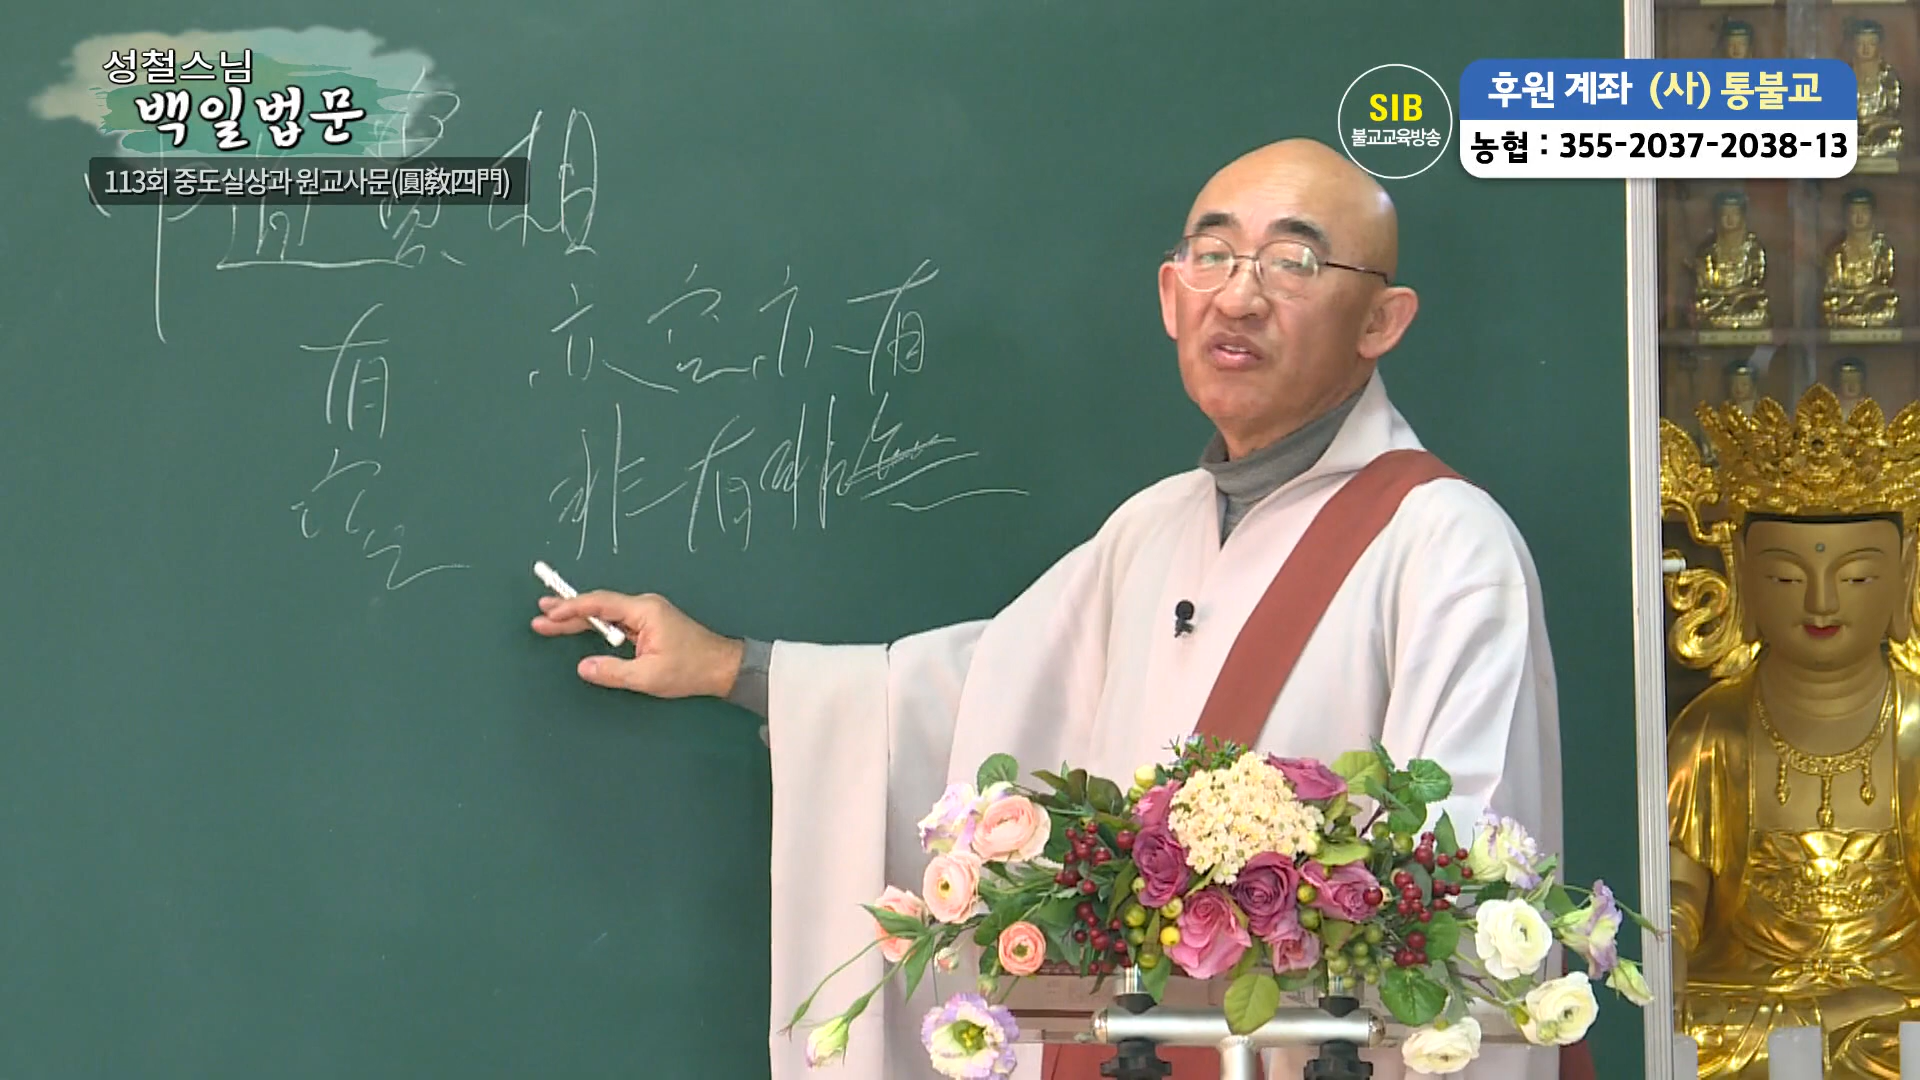 성철스님
백일법문
113회 중도실상과 원교사문(圓敎四門)
SIB
불교교육방송
후원 계좌 (사) 통불교
농협 : 355-2037-2038-13
中道實相
有 亦空亦有
空 非有非無